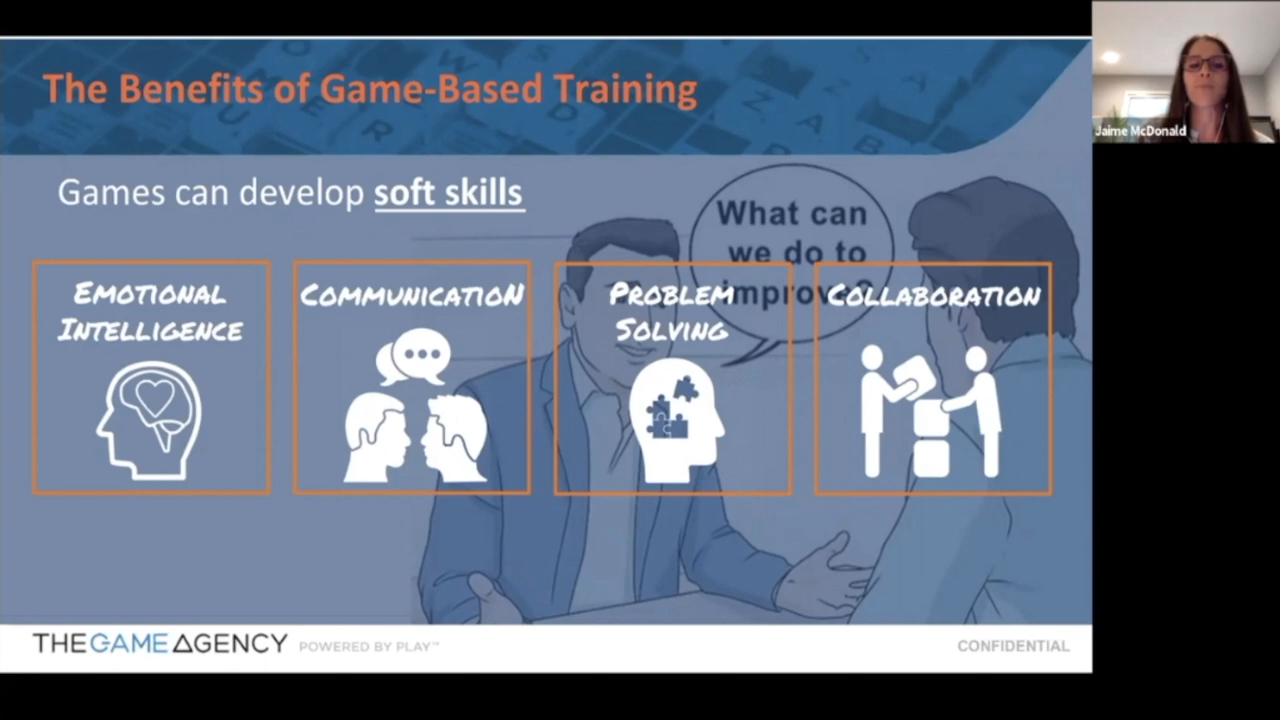 The Benefits of Game-Based Training
Jaime McDonald
Games can develop soft skills
What can
we do to
improve?
EMOTIONAL
INTELLIGENCE
COMMUNICATION
PROBLEM
SOLVING
COLLABORATION
THEGAMEAGENCY POWERED BY PLAY™
CONFIDENTIAL